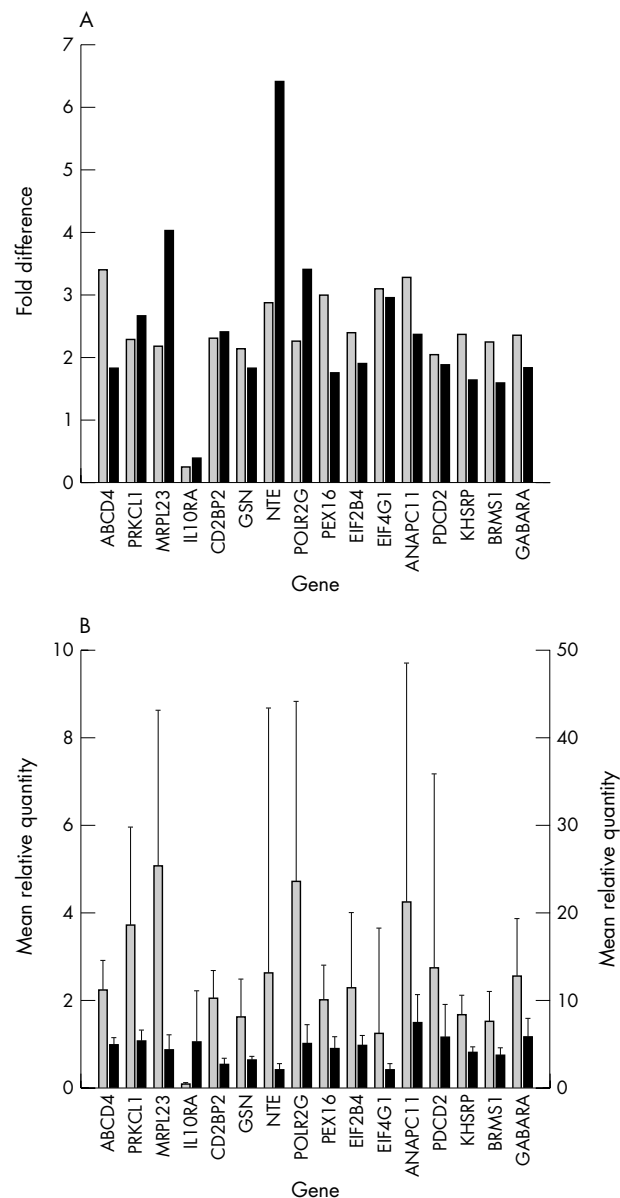 A
7
6
5
4
3
2
1
0
Fold difference
ABCD4
PRKCL1
MRPL23
IL10RA
CD2BP2
GSN
NTE
POLR2G
PEX16
EIF2B4
EIF4G1
ANAPC11
PDCD2
KHSRP
BRMS1
GABARA
Gene
B
10
8
6
4
2
0
Mean relative quantity
50
40
30
20
10
0
Mean relative quantity
ABCD4
PRKCL1
MRPL23
IL10RA
CD2BP2
GSN
NTE
POLR2G
PEX16
EIF2B4
EIF4G1
ANAPC11
PDCD2
KHSRP
BRMS1
GABARA
Gene